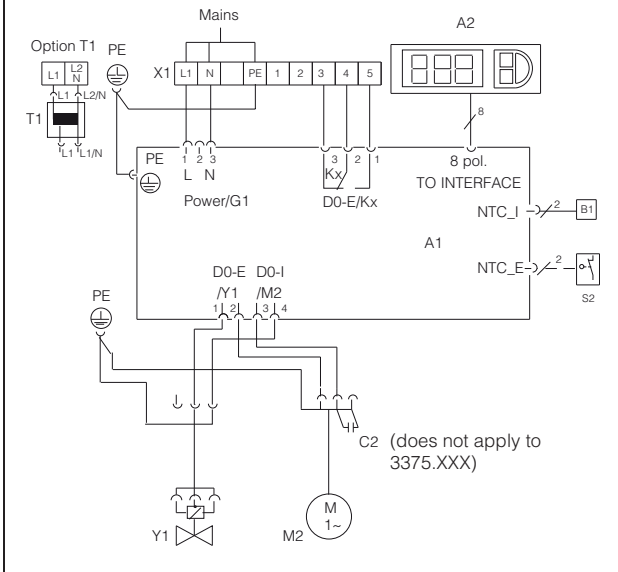 Mains
A2
Option T1 PE
L1 L2 N
X1 L1 N PE 1 2 3 4 5
L1 L2/N
8
T1
L1 L1/N
PE 1 2 3 3 2 1 8 pol.
L N Kx TO INTERFACE
Power/G1 D0-E/Kx
NTC_I 2 B1
A1
NTC_E 2
D0-E D0-I
/Y1 /M2
S2
PE
1 2 3 4
C2 (does not apply to
3375.XXX)
M
1~
Y1 M2